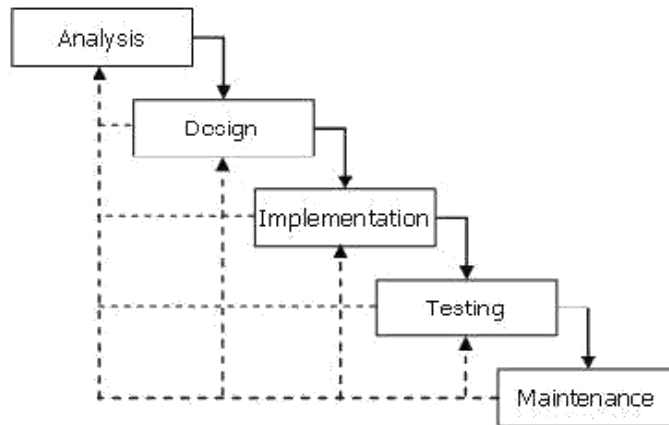 Analysis
Design
Implementation
Testing
Maintenance